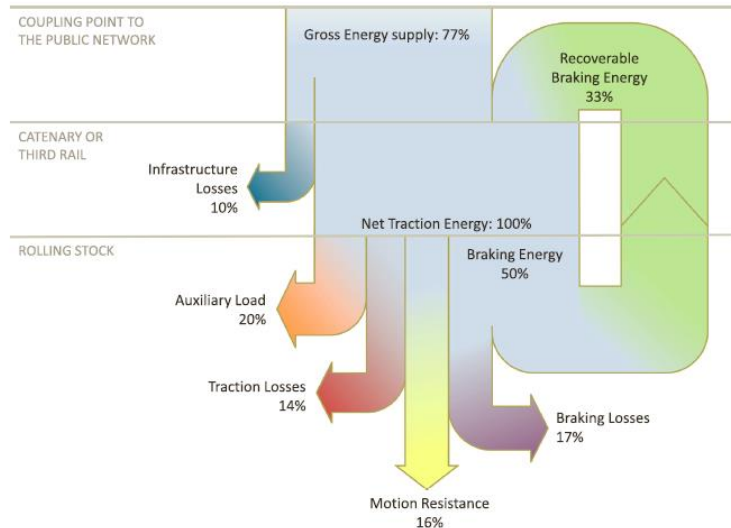 COUPLING POINT TO
THE PUBLIC NETWORK
Gross Energy supply: 77%
Recoverable
Braking Energy
33%
CATENARY OR
THIRD RAIL
Infrastructure
Losses
10%
Net Traction Energy: 100%
ROLLING STOCK
Braking Energy
50%
Auxiliary Load
20%
Traction Losses
14%
Braking Losses
17%
Motion Resistance
16%